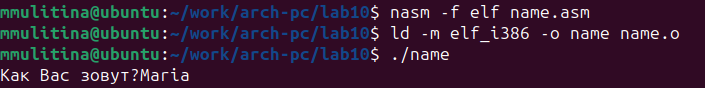 mmulitina@ubuntu:~/work/arch-pc/lab10$ nasm -f elf name.asm
mmulitina@ubuntu:~/work/arch-pc/lab10$ ld -m elf_i386 -o name name.o
mmulitina@ubuntu:~/work/arch-pc/lab10$ ./name
Как Вас зовут?Maria